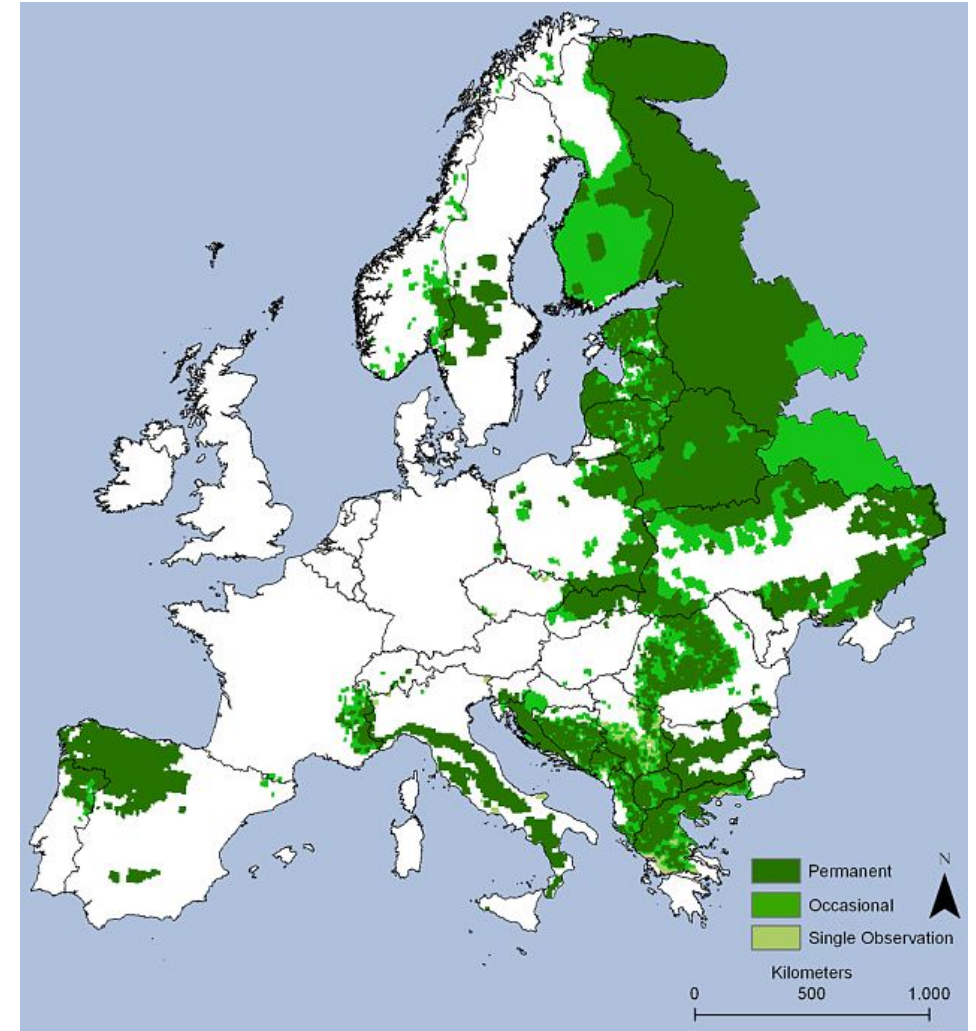 Permanent
N
Occasional
Single Observation
Kilometers
0 500 1.000